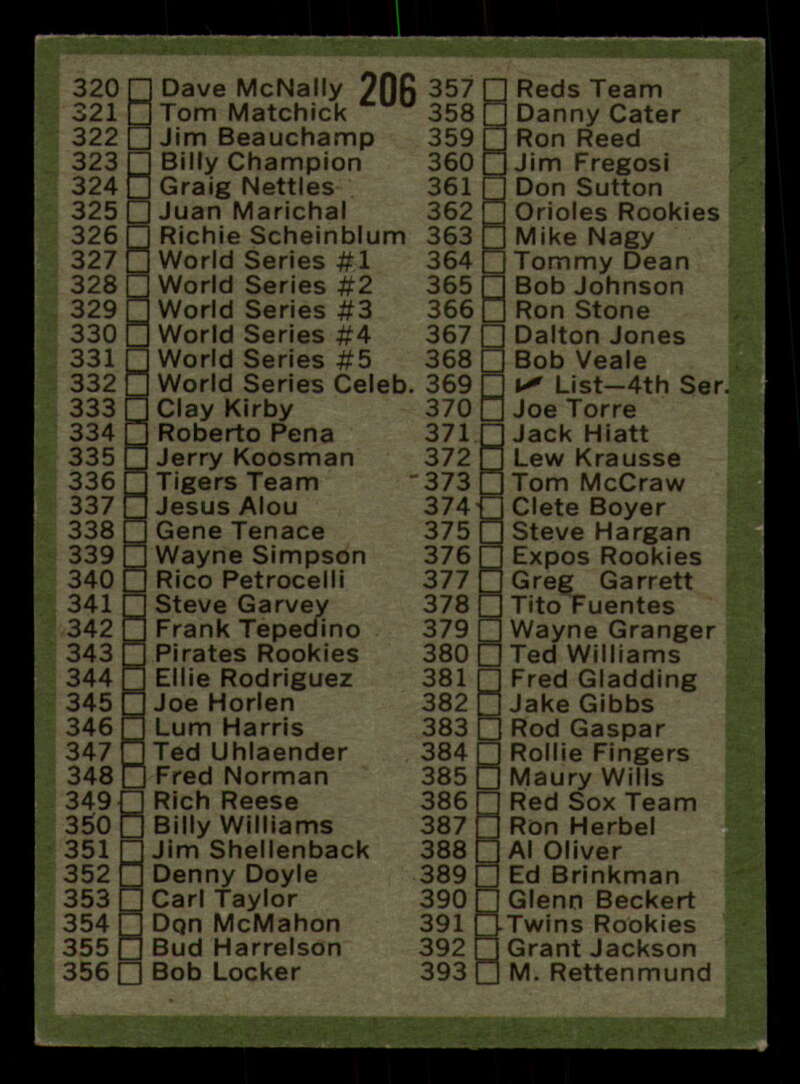 206
320 Dave McNally
321 Tom Matchick
322 Jim Beauchamp
323 Billy Champion
324 Graig Nettles
325 Juan Marichal
326 Richie Scheinblum
327 World Series #1
328 World Series #2
329 World Series #3
330 World Series #4
331 World Series #5
332 World Series Celeb.
333 Clay Kirby
334 Roberto Pena
335 Jerry Koosman
336 Tigers Team
337 Jesus Alou
338 Gene Tenace
339 Wayne Simpson
340 Rico Petrocelli
341 Steve Garvey
342 Frank Tepedino
343 Pirates Rookies
344 Ellie Rodriguez
345 Joe Horlen
346 Lum Harris
347 Ted Uhlaender
348 Fred Norman
349 Rich Reese
350 Billy Williams
351 Jim Shellenback
352 Denny Doyle
353 Carl Taylor
354 Don McMahon
355 Bud Harrelson
356 Bob Locker
357 Reds Team
358 Danny Cater
359 Ron Reed
360 Jim Fregosi
361 Don Sutton
362 Orioles Rookies
363 Mike Nagy
364 Tommy Dean
365 Bob Johnson
366 Ron Stone
367 Dalton Jones
368 Bob Veale
369 ✔ List—4th Ser.
370 Joe Torre
371 Jack Hiatt
372 Lew Krausse
373 Tom McCraw
374 Clete Boyer
375 Steve Hargan
376 Expos Rookies
377 Greg Garrett
378 Tito Fuentes
379 Wayne Granger
380 Ted Williams
381 Fred Gladding
382 Jake Gibbs
383 Rod Gaspar
384 Rollie Fingers
385 Maury Wills
386 Red Sox Team
387 Ron Herbel
388 Al Oliver
389 Ed Brinkman
390 Glenn Beckert
391 Twins Rookies
392 Grant Jackson
393 M. Rettenmund